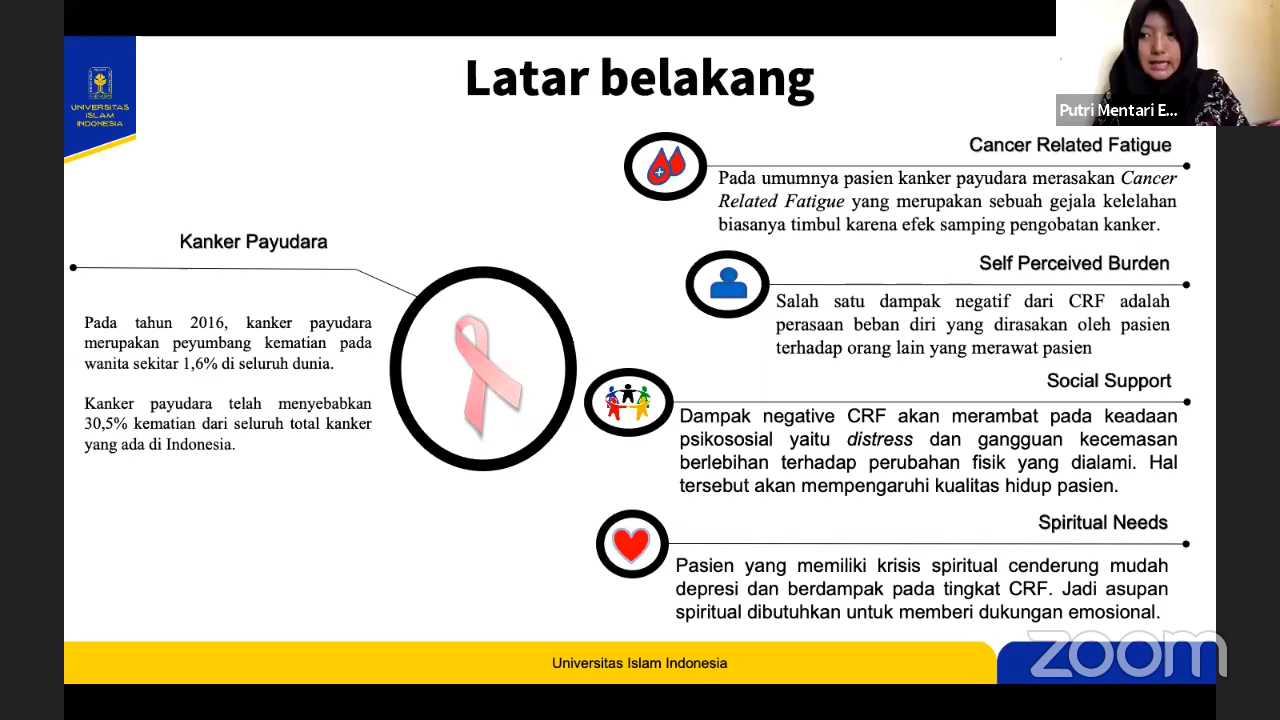 Latar belakang
UNIVERSITAS
ISLAM
INDONESIA
Putri Mentari E...
Kanker Payudara
Pada tahun 2016, kanker payudara
merupakan peyumbang kematian pada
wanita sekitar 1,6% di seluruh dunia.
Kanker payudara telah menyebabkan
30,5% kematian dari seluruh total kanker
yang ada di Indonesia.
Cancer Related Fatigue
Pada umumnya pasien kanker payudara merasakan Cancer
Related Fatigue yang merupakan sebuah gejala kelelahan
biasanya timbul karena efek samping pengobatan kanker.
Self Perceived Burden
Salah satu dampak negatif dari CRF adalah
perasaan beban diri yang dirasakan oleh pasien
terhadap orang lain yang merawat pasien
Social Support
Dampak negative CRF akan merambat pada keadaan
psikososial yaitu distress dan gangguan kecemasan
berlebihan terhadap perubahan fisik yang dialami. Hal
tersebut akan mempengaruhi kualitas hidup pasien.
Spiritual Needs
Pasien yang memiliki krisis spiritual cenderung mudah
depresi dan berdampak pada tingkat CRF. Jadi asupan
spiritual dibutuhkan untuk memberi dukungan emosional.
Universitas Islam Indonesia
zoom